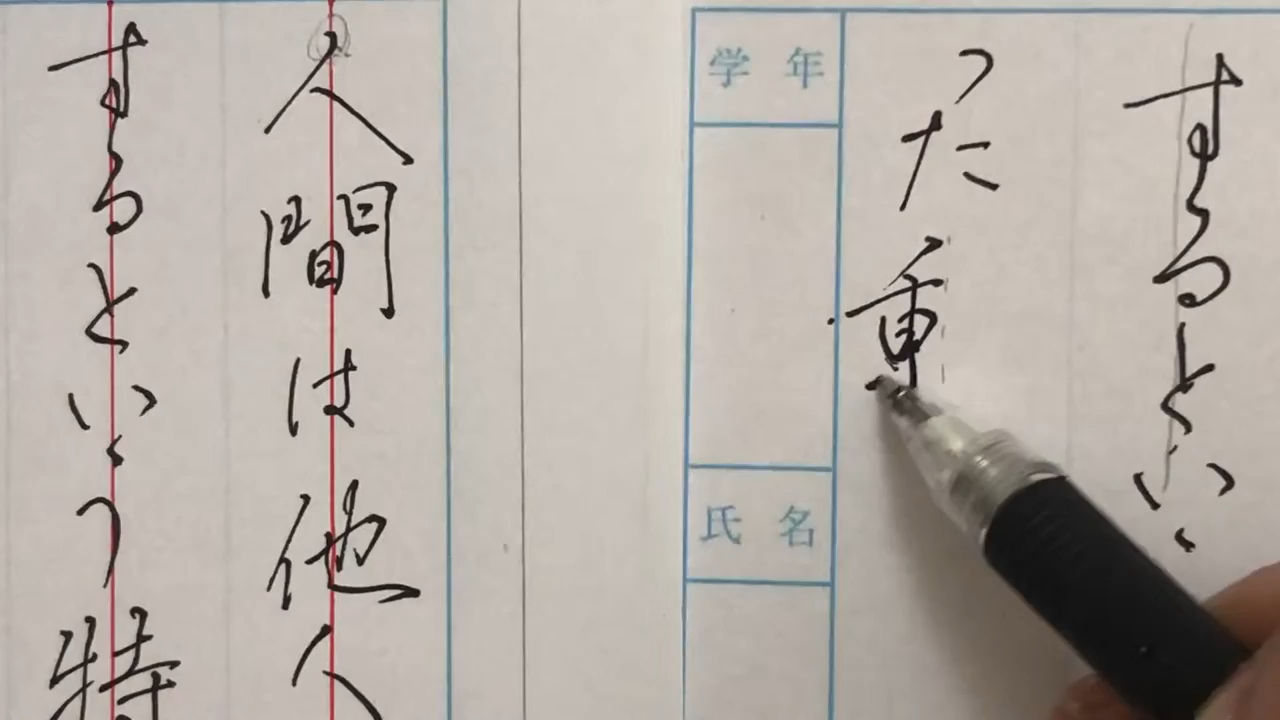 人間は他人
するという特
するとい
った重
学年
氏名